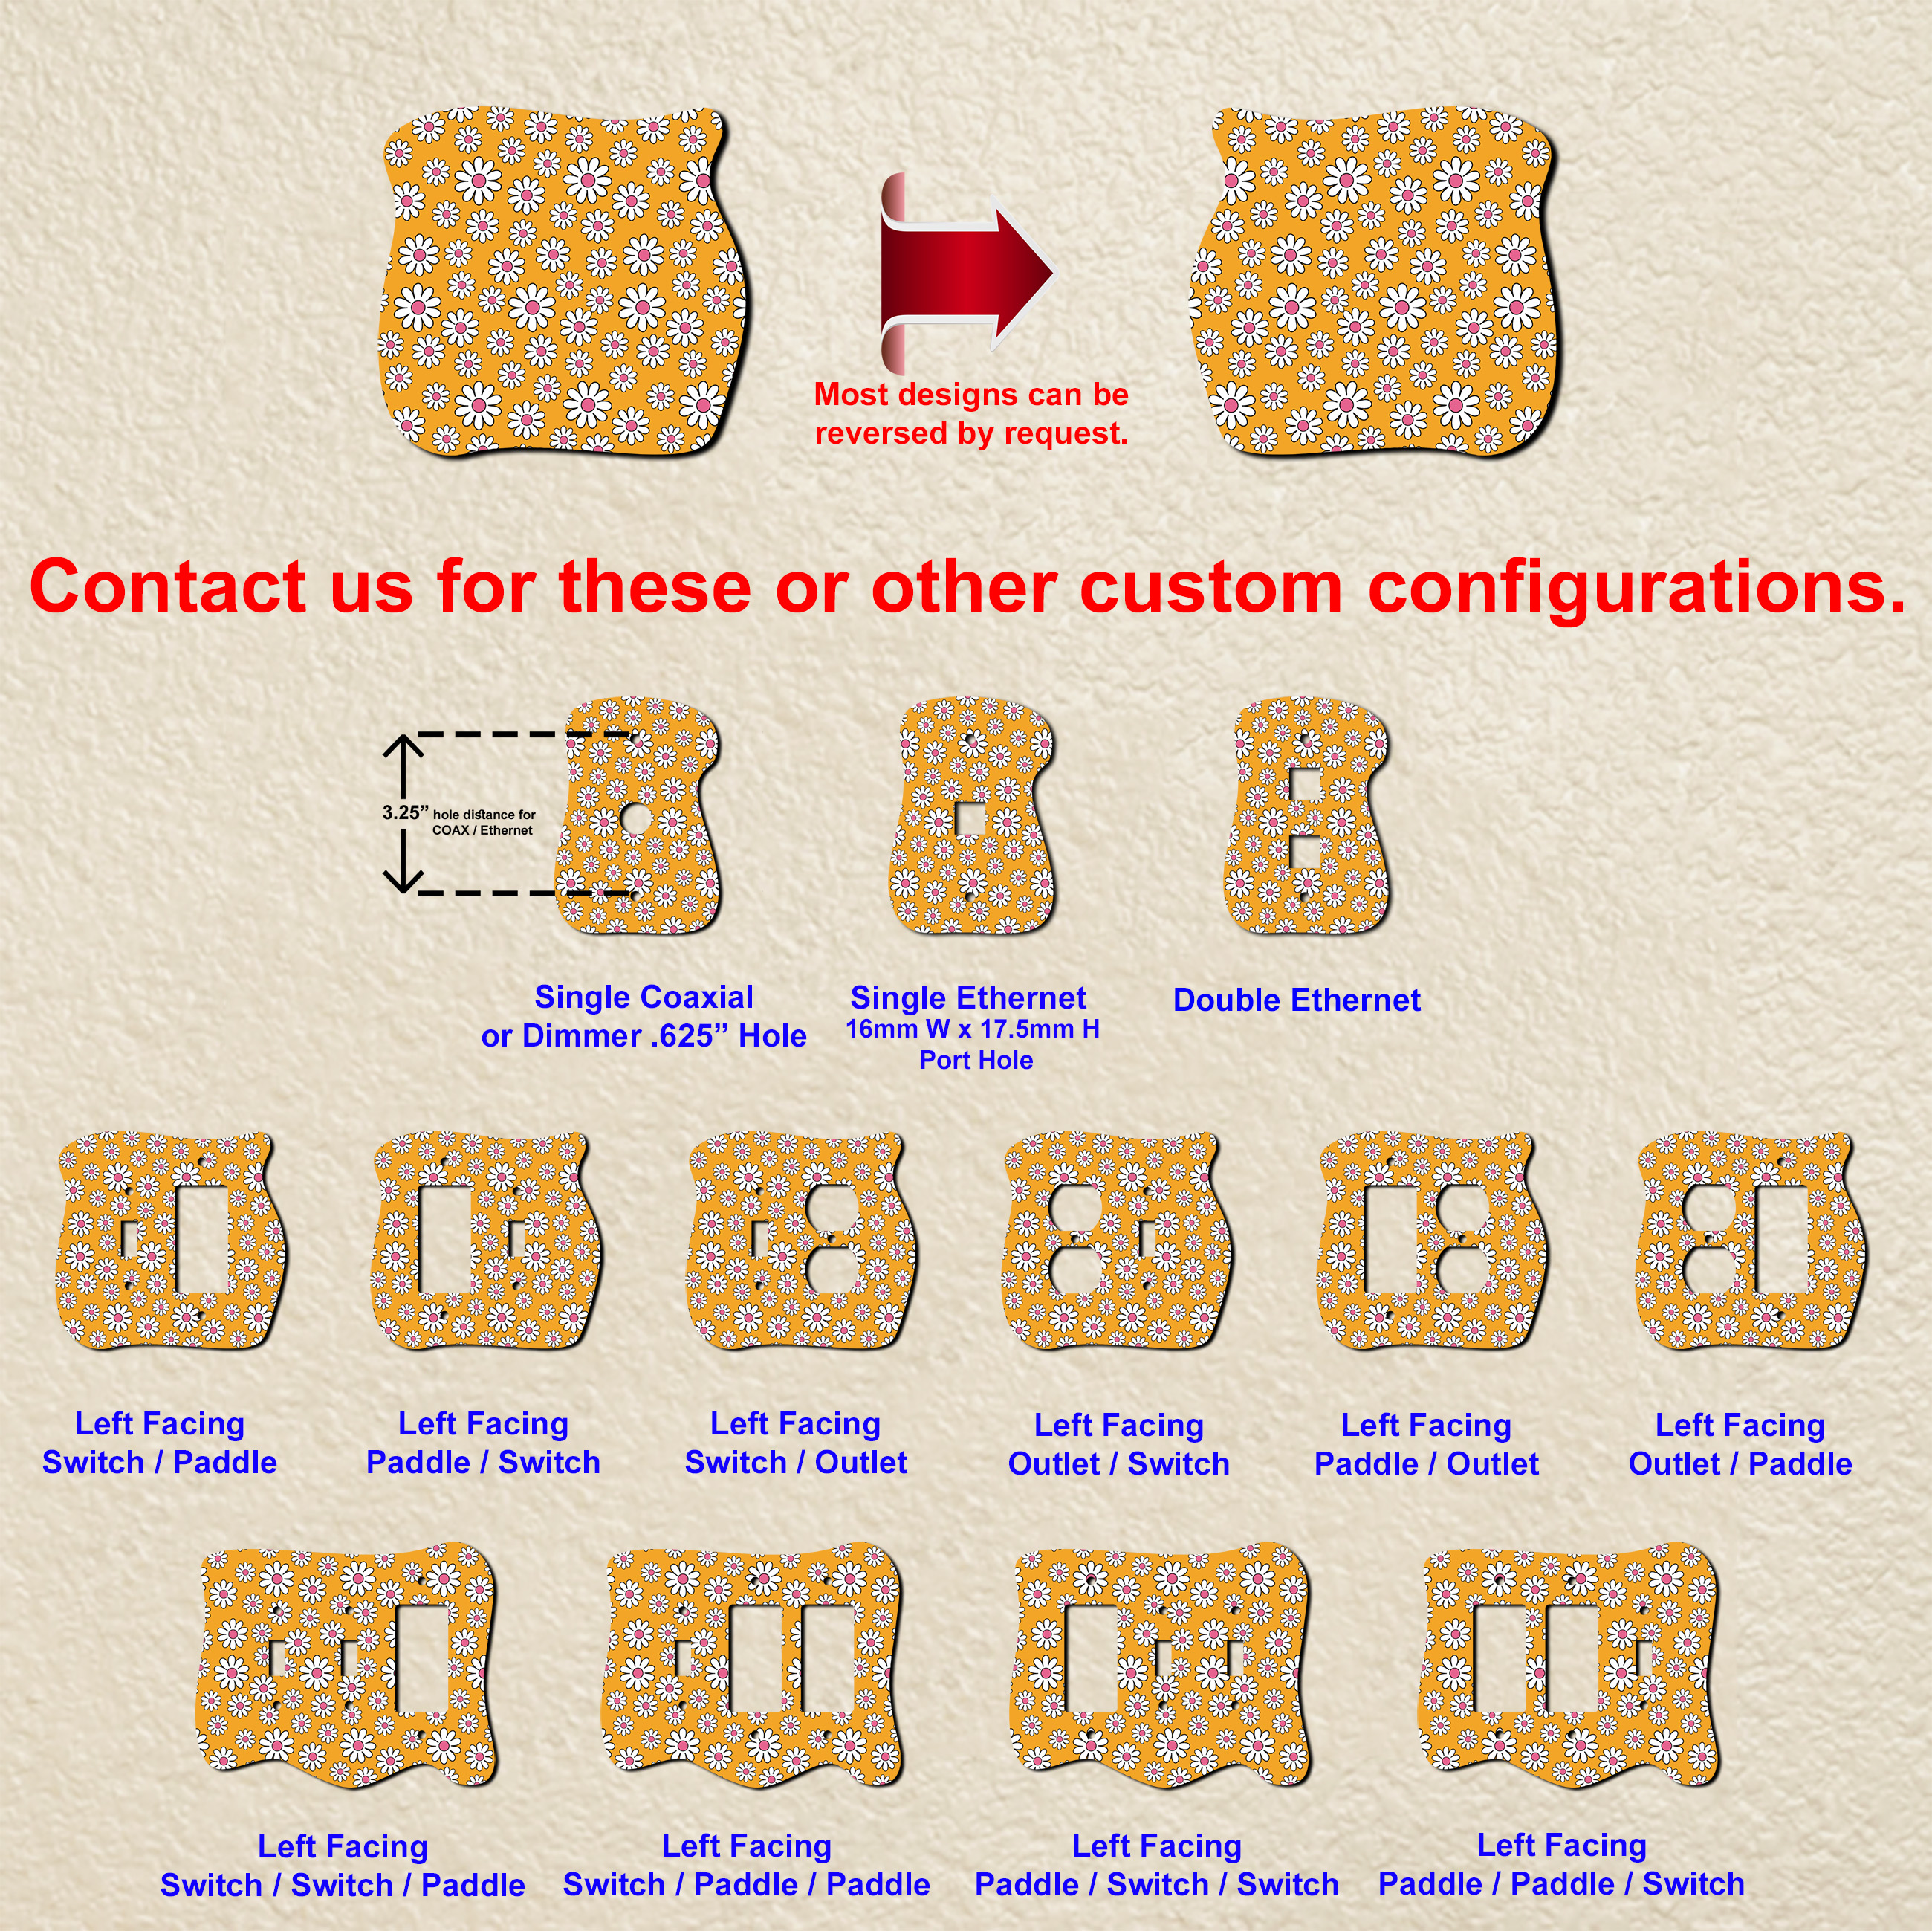 Most designs can be
reversed by request.
Contact us for these or other custom configurations.
3.25” hole distance for
COAX / Ethernet
Single Coaxial
or Dimmer .625” Hole
Single Ethernet
16mm W x 17.5mm H
Port Hole
Double Ethernet
Left Facing
Switch / Paddle
Left Facing
Paddle / Switch
Left Facing
Switch / Outlet
Left Facing
Outlet / Switch
Left Facing
Paddle / Outlet
Left Facing
Outlet / Paddle
Left Facing
Switch / Switch / Paddle
Left Facing
Switch / Paddle / Paddle
Left Facing
Paddle / Switch / Switch
Left Facing
Paddle / Paddle / Switch